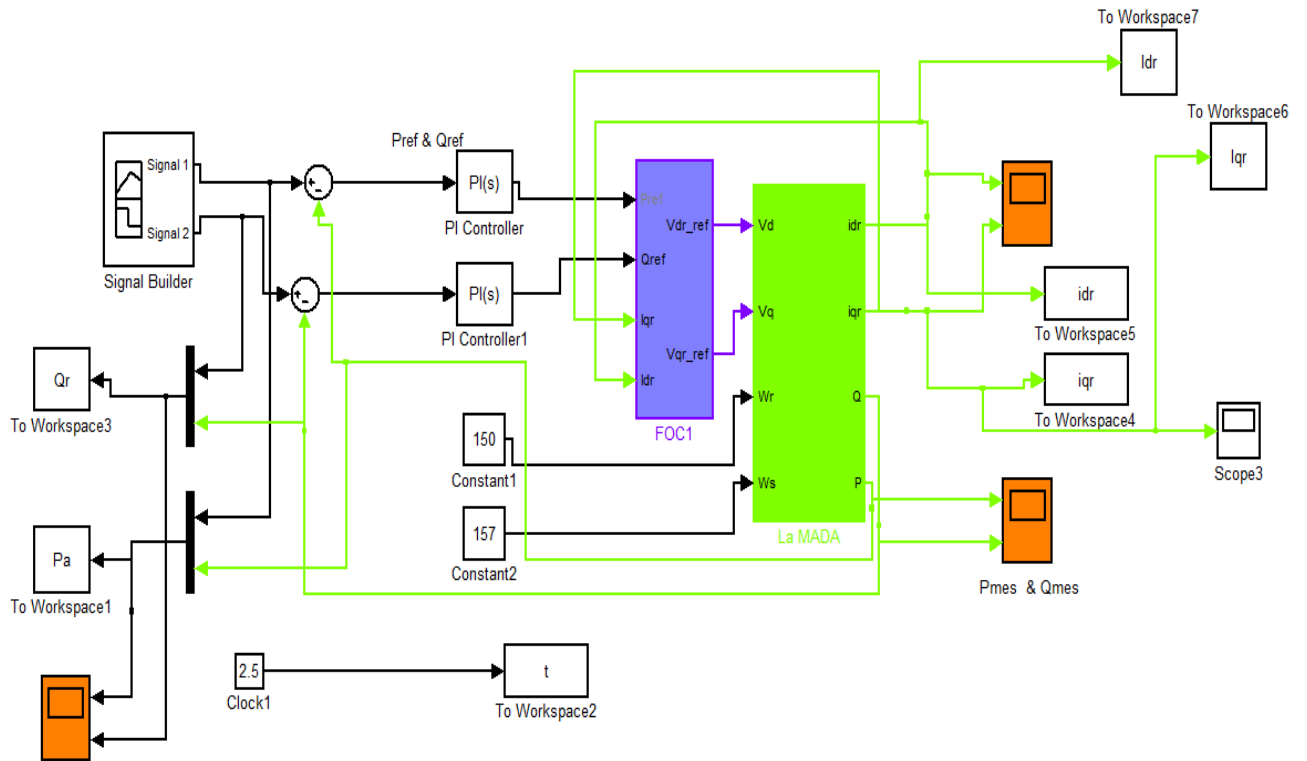 To Workspace7
Idr
To Workspace6
Iqr
Signal 1
Signal 2
Signal Builder
+
-
Pref & Qref
PI(s)
PI Controller
+
-
PI(s)
PI Controller1
Pref
Qref
Iqr
Idr
Vdr_ref
Vqr_ref
FOC1
Vd
Vq
Wr
Ws
idr
iqr
Q
P
La MADA
idr
To Workspace5
iqr
To Workspace4
Scope3
Qr
To Workspace3
150
Constant1
157
Constant2
Pa
To Workspace1
Pmes & Qmes
2.5
Clock1
t
To Workspace2